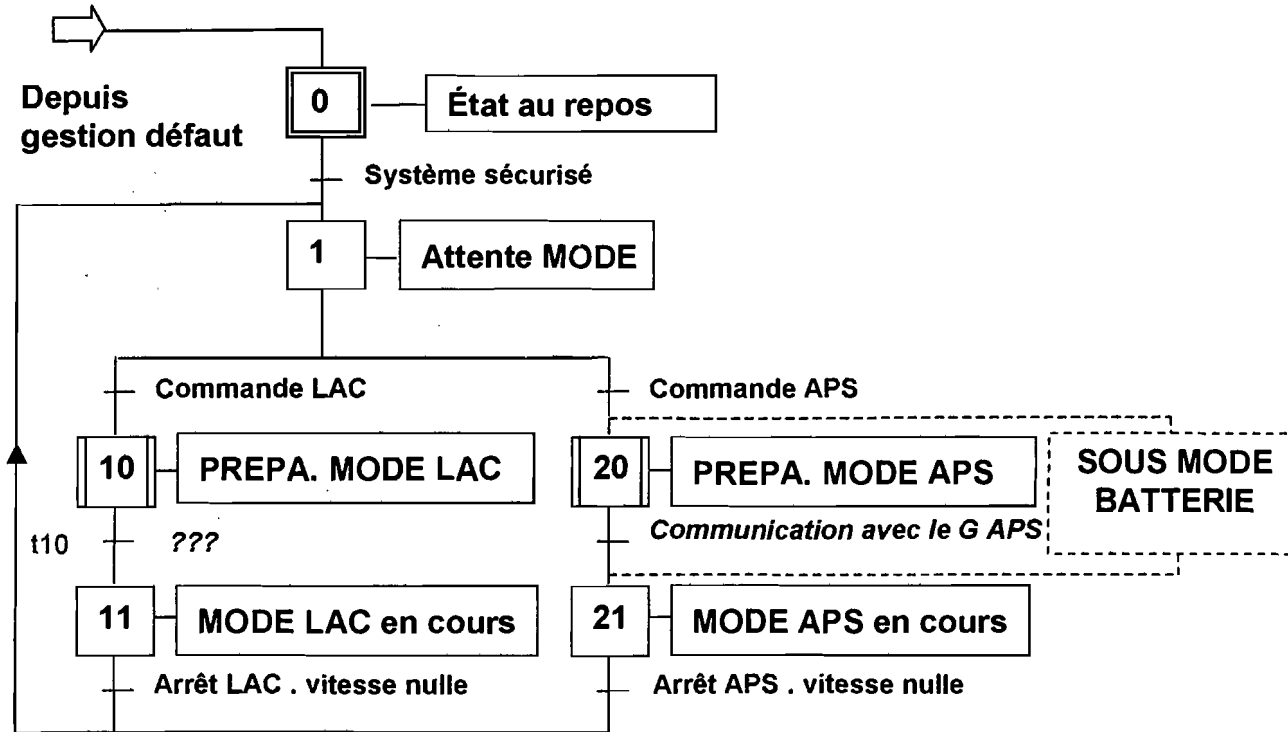 Depuis
gestion défaut
0
État au repos
Système sécurisé
1
Attente MODE
Commande LAC
Commande APS
10
PREPA. MODE LAC
20
PREPA. MODE APS
SOUS MODE
BATTERIE
t10
???
Communication avec le G APS
11
MODE LAC en cours
21
MODE APS en cours
Arrêt LAC . vitesse nulle
Arrêt APS . vitesse nulle